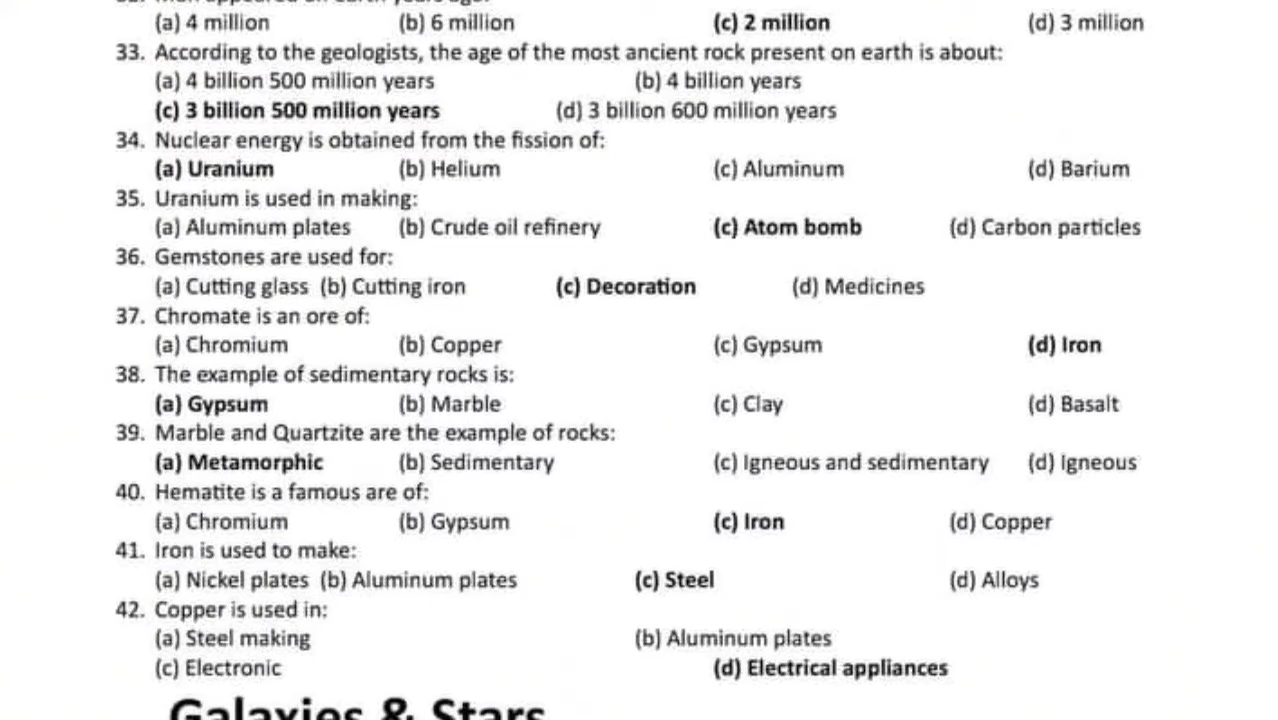 32. Men appeared on earth years ago:
(a) 4 million (b) 6 million (c) 2 million (d) 3 million
33. According to the geologists, the age of the most ancient rock present on earth is about:
(a) 4 billion 500 million years (b) 4 billion years
(c) 3 billion 500 million years (d) 3 billion 600 million years
34. Nuclear energy is obtained from the fission of:
(a) Uranium (b) Helium (c) Aluminum (d) Barium
35. Uranium is used in making:
(a) Aluminum plates (b) Crude oil refinery (c) Atom bomb (d) Carbon particles
36. Gemstones are used for:
(a) Cutting glass (b) Cutting iron (c) Decoration (d) Medicines
37. Chromate is an ore of:
(a) Chromium (b) Copper (c) Gypsum (d) Iron
38. The example of sedimentary rocks is:
(a) Gypsum (b) Marble (c) Clay (d) Basalt
39. Marble and Quartzite are the example of rocks:
(a) Metamorphic (b) Sedimentary (c) Igneous and sedimentary (d) Igneous
40. Hematite is a famous are of:
(a) Chromium (b) Gypsum (c) Iron (d) Copper
41. Iron is used to make:
(a) Nickel plates (b) Aluminum plates (c) Steel (d) Alloys
42. Copper is used in:
(a) Steel making (b) Aluminum plates
(c) Electronic (d) Electrical appliances
Galaxies & Stars